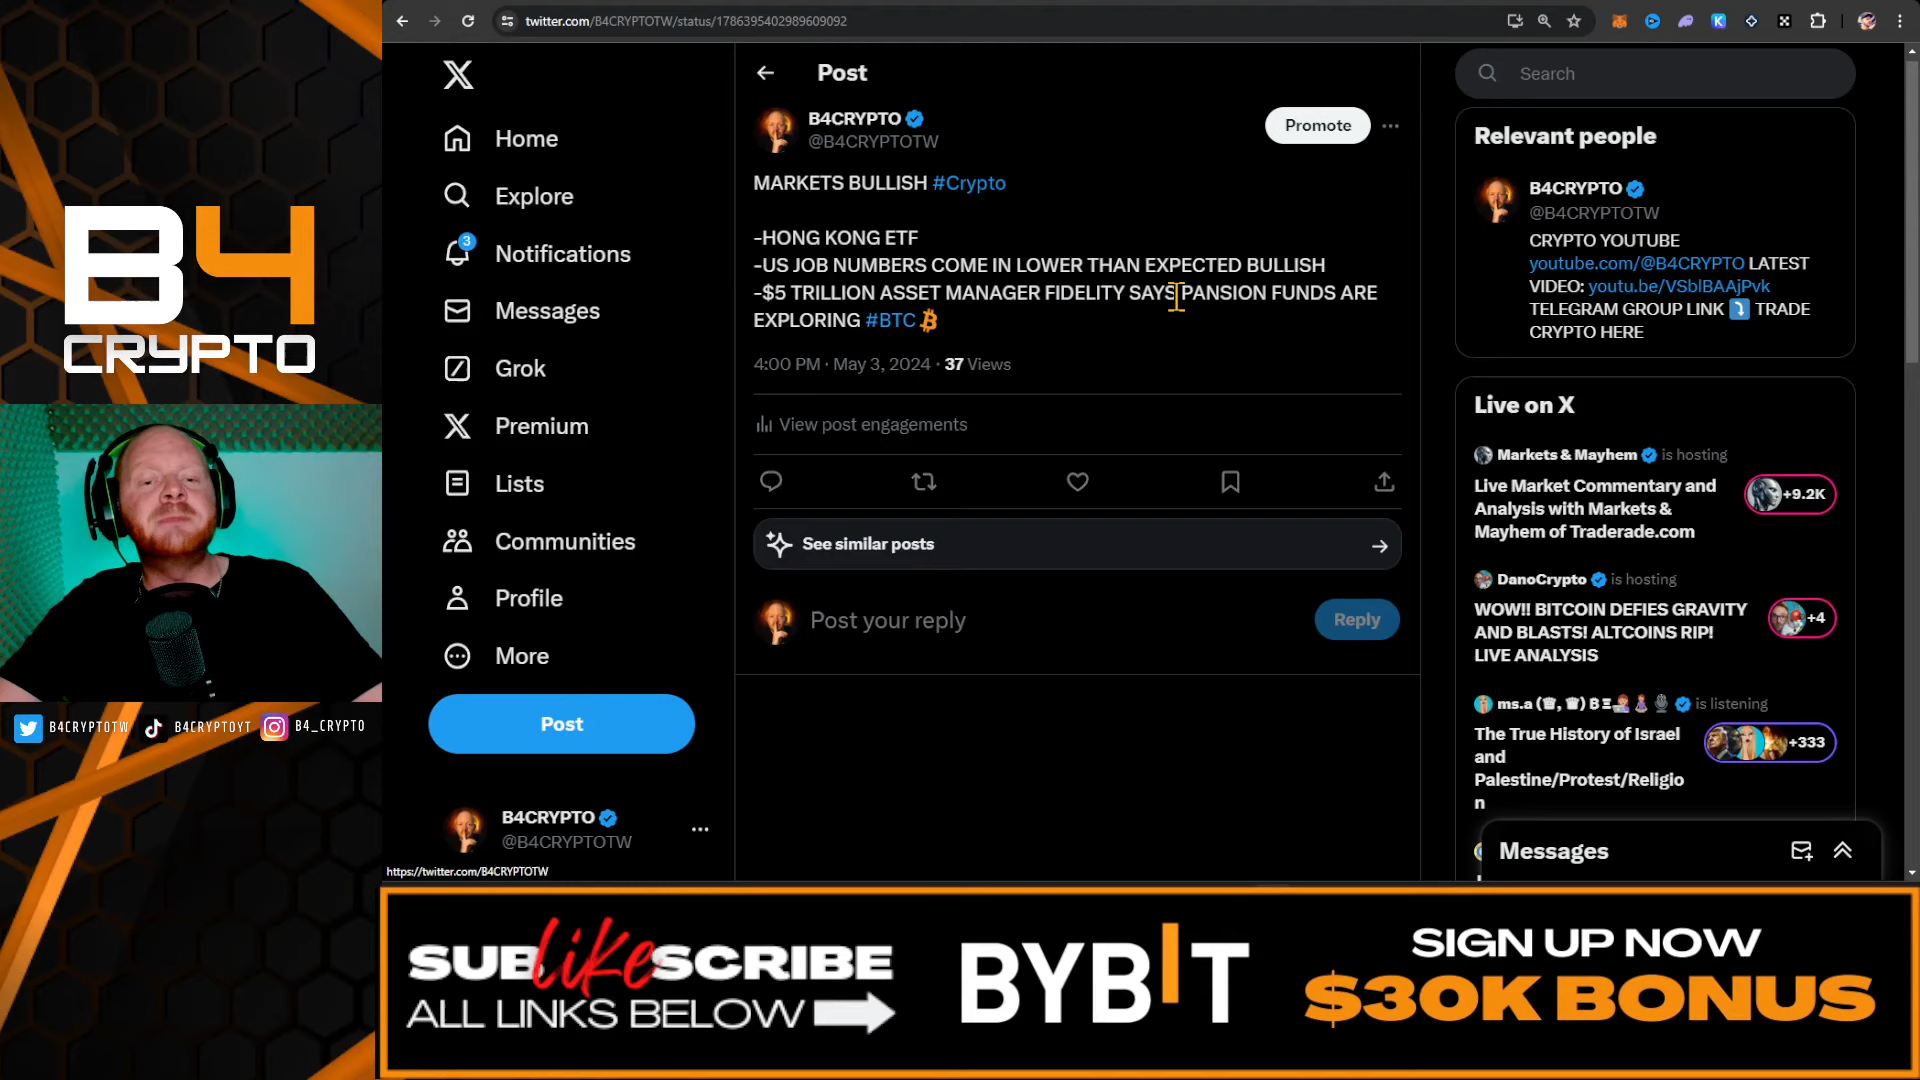 twitter.com/B4CRYPTOTW/status/1786395402989609092
B4
CRYPTO
B4CRYPTOTW B4CRYPTOYT B4_CRYPTO
Home
Explore
3
Notifications
Messages
Grok
Premium
Lists
Communities
Profile
More
Post
B4CRYPTO
@B4CRYPTOTW
https://twitter.com/B4CRYPTOTW
Post
B4CRYPTO
@B4CRYPTOTW
Promote
MARKETS BULLISH #Crypto
-HONG KONG ETF
-US JOB NUMBERS COME IN LOWER THAN EXPECTED BULLISH
-$5 TRILLION ASSET MANAGER FIDELITY SAYS PANSION FUNDS ARE
EXPLORING #BTC
4:00 PM · May 3, 2024 · 37 Views
View post engagements
See similar posts
Post your reply
Reply
Search
Relevant people
B4CRYPTO
@B4CRYPTOTW
CRYPTO YOUTUBE
youtube.com/@B4CRYPTO LATEST
VIDEO: youtu.be/VSblBAAjPvk
TELEGRAM GROUP LINK TRADE
CRYPTO HERE
Live on X
Markets & Mayhem is hosting
Live Market Commentary and
Analysis with Markets &
Mayhem of Traderade.com
+9.2K
DanoCrypto is hosting
WOW!! BITCOIN DEFIES GRAVITY
AND BLASTS! ALTCOINS RIP!
LIVE ANALYSIS
+4
ms.a is listening
The True History of Israel
and
Palestine/Protest/Religio
n
+333
Messages
SUBlikeSCRIBE
ALL LINKS BELOW
BYBIT
SIGN UP NOW
$30K BONUS